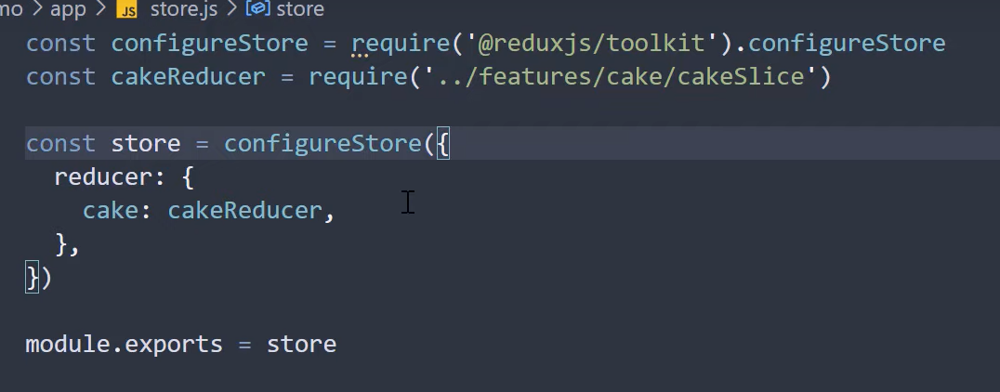 mo > app > JS store.js > store
const configureStore = require('@reduxjs/toolkit').configureStore
const cakeReducer = require('../features/cake/cakeSlice')
const store = configureStore({
  reducer: {
    cake: cakeReducer,
  },
})
module.exports = store